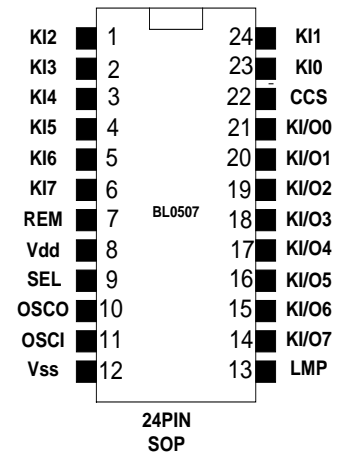 KI2 1 24 KI1
KI3 2 23 KI0
KI4 3 22 CCS
KI5 4 21 KI/O0
KI6 5 20 KI/O1
KI7 6 19 KI/O2
REM 7 BL0507 18 KI/O3
Vdd 8 17 KI/O4
SEL 9 16 KI/O5
OSCO 10 15 KI/O6
OSCI 11 14 KI/O7
Vss 12 13 LMP
24PIN
SOP